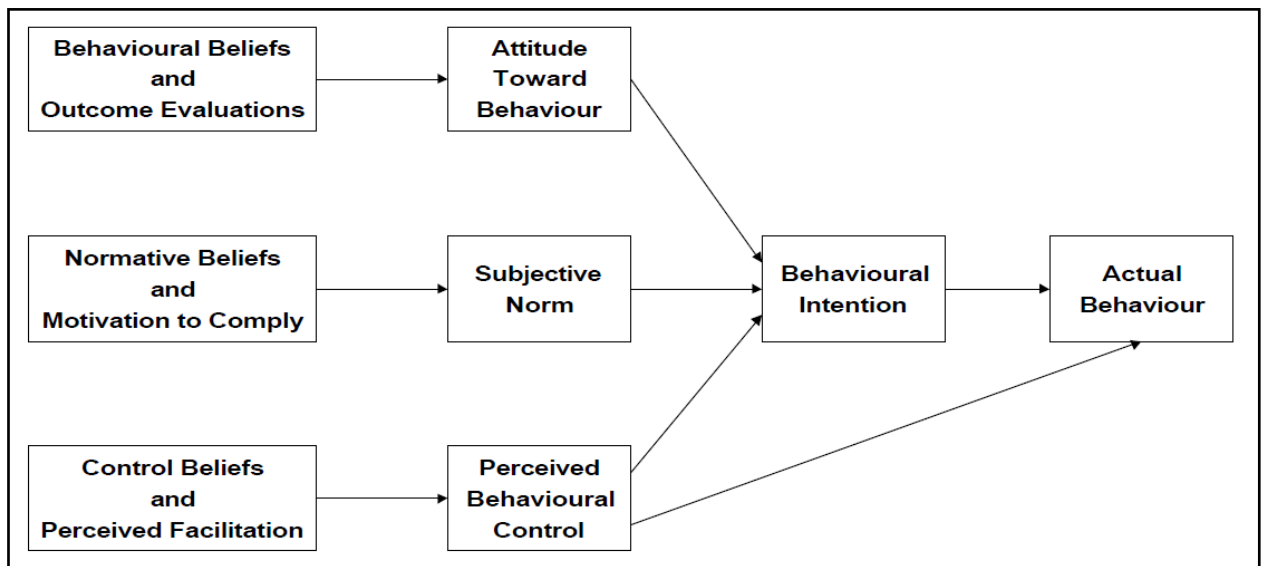 Behavioural Beliefs
and
Outcome Evaluations
Attitude
Toward
Behaviour
Normative Beliefs
and
Motivation to Comply
Subjective
Norm
Behavioural
Intention
Actual
Behaviour
Control Beliefs
and
Perceived Facilitation
Perceived
Behavioural
Control